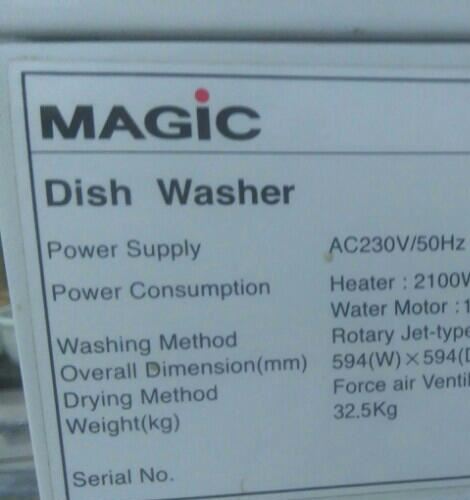 MAGiC
Dish Washer
Power Supply AC230V/50Hz
Power Consumption Heater : 2100W
Water Motor :
Washing Method Rotary Jet-type
Overall Dimension(mm) 594(W)×594(D
Drying Method Force air Ventil
Weight(kg) 32.5Kg
Serial No.